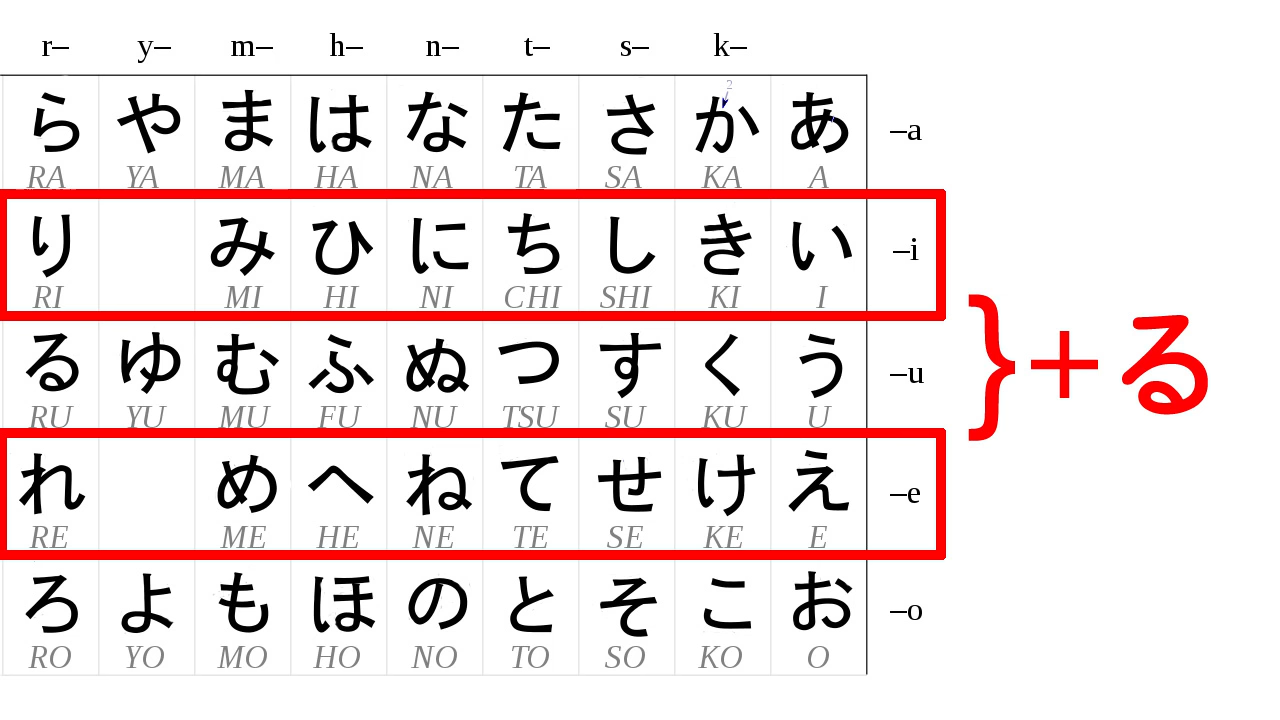 r– y– m– h– n– t– s– k–
ら や ま は な た さ か あ –a
RA YA MA HA NA TA SA KA A
り み ひ に ち し き い –i
RI MI HI NI CHI SHI KI I
る ゆ む ふ ぬ つ す く う –u
RU YU MU FU NU TSU SU KU U
れ め へ ね て せ け え –e
RE ME HE NE TE SE KE E
ろ よ も ほ の と そ こ お –o
RO YO MO HO NO TO SO KO O
}+る
2